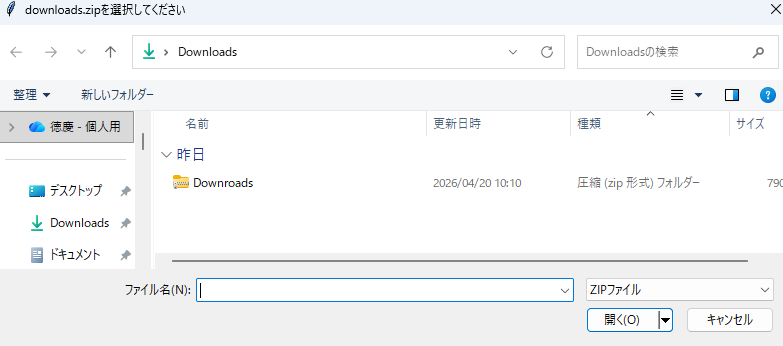 downloads.zipを選択してください
Downloads
Downloadsの検索
整理
新しいフォルダー
徳慶 - 個人用
デスクトップ
Downloads
ドキュメント
名前 更新日時 種類 サイズ
昨日
Downroads 2026/04/20 10:10 圧縮 (zip 形式) フォルダー 790
ファイル名(N):
ZIPファイル
開く(O) キャンセル